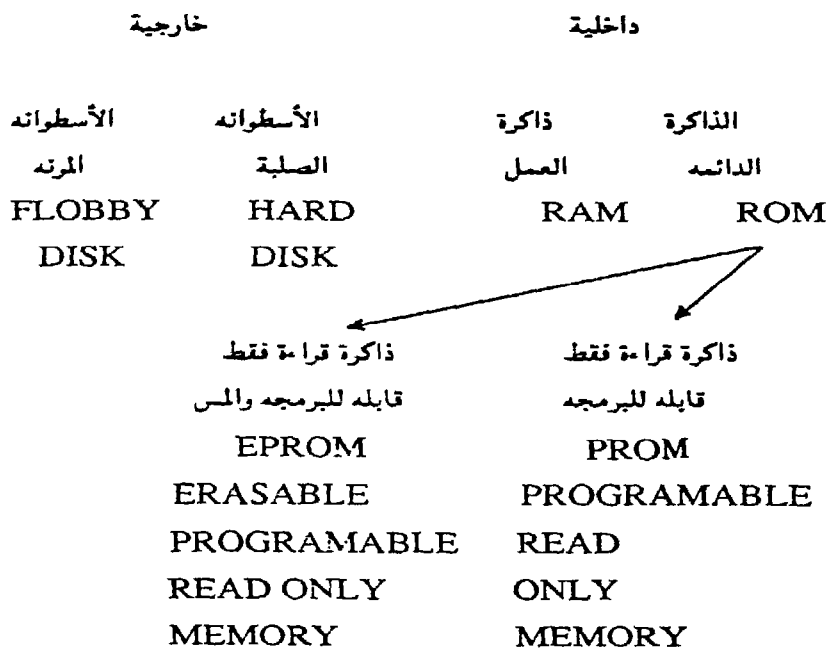 داخلية خارجية
الذاكرة ذاكرة الأسطوانه الأسطوانه
الدائمه العمل الصلبة المرنه
ROM RAM HARD FLOBBY
DISK DISK
ذاكرة قراءة فقط ذاكرة قراءة فقط
قابله للبرمجه قابله للبرمجه والمس
PROM EPROM
PROGRAMABLE ERASABLE
READ PROGRAMABLE
ONLY READ ONLY
MEMORY MEMORY